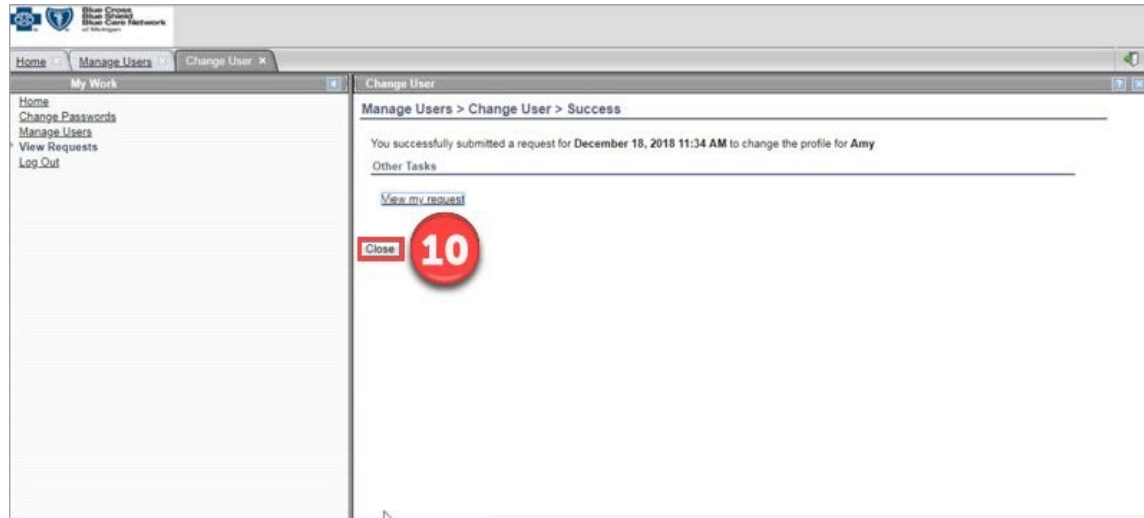 Blue Cross
Blue Shield
Blue Care Network
of Michigan
Home Manage Users Change User
My Work
Home
Change Passwords
Manage Users
View Requests
Log Out
Change User
Manage Users > Change User > Success
You successfully submitted a request for December 18, 2018 11:34 AM to change the profile for Amy
Other Tasks
View my request
Close 10